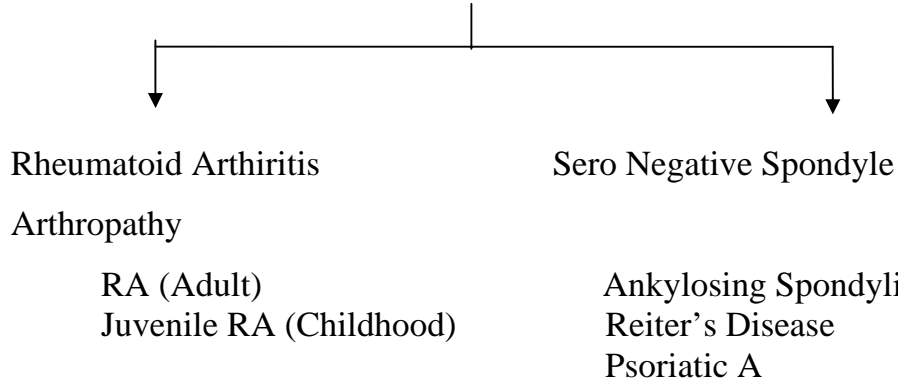 Rheumatoid Arthiritis Sero Negative Spondyle
Arthropathy
RA (Adult) Ankylosing Spondyli
Juvenile RA (Childhood) Reiter’s Disease
Psoriatic A